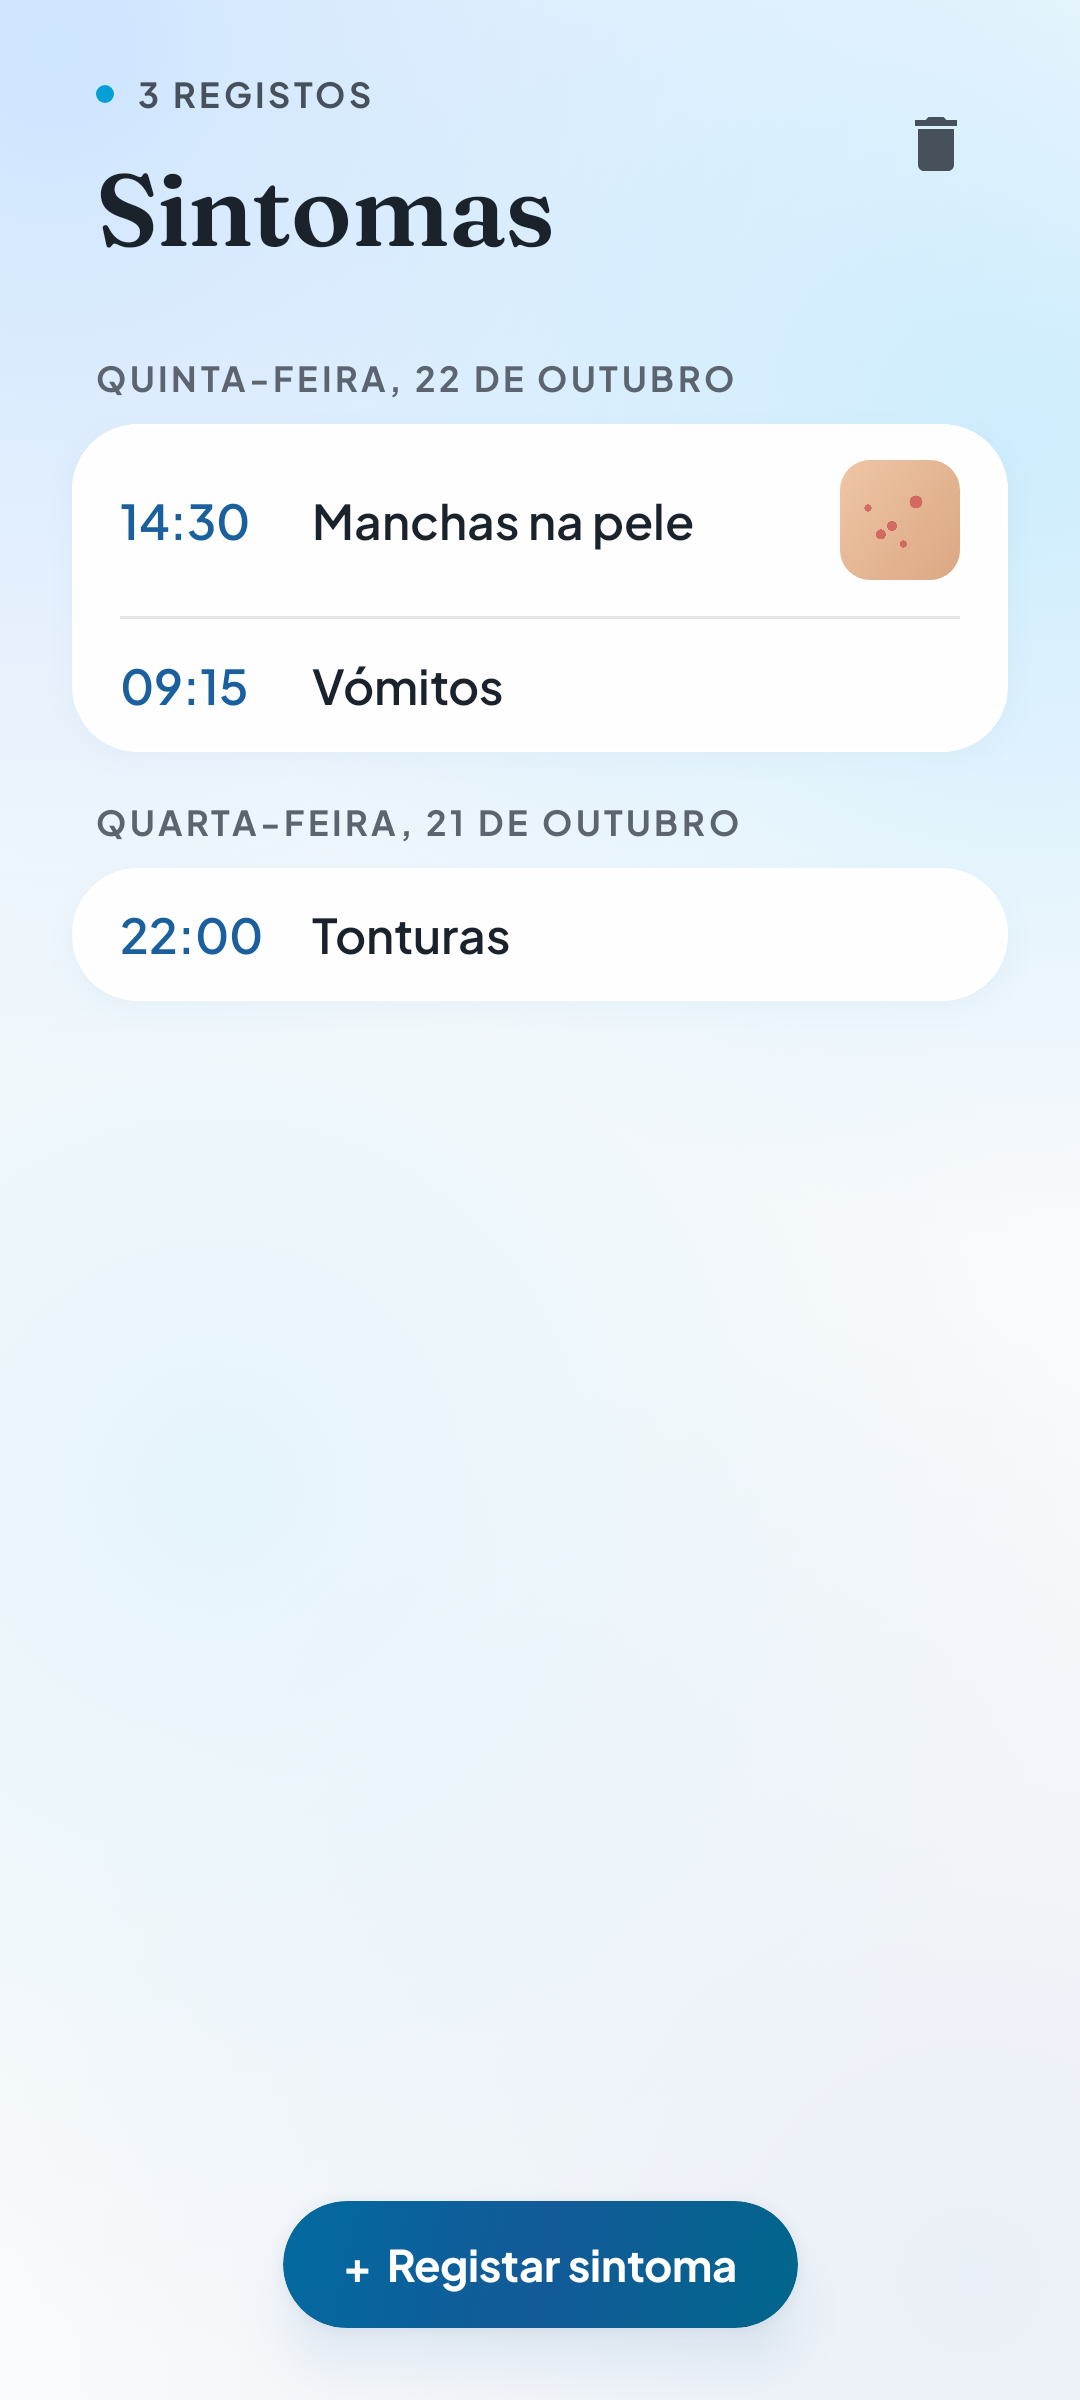 3 REGISTOS
Sintomas
QUINTA-FEIRA, 22 DE OUTUBRO
14:30 Manchas na pele
09:15 Vómitos
QUARTA-FEIRA, 21 DE OUTUBRO
22:00 Tonturas
+ Registar sintoma